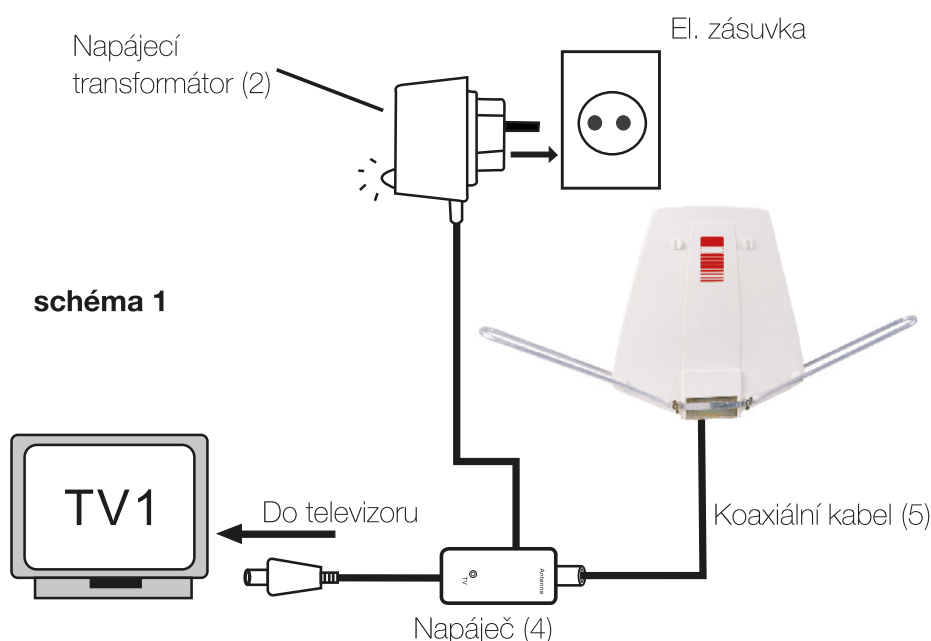 Napájecí
transformátor (2)
El. zásuvka
schéma 1
TV1
Do televizoru
Koaxiální kabel (5)
TV
Antenna
Napáječ (4)